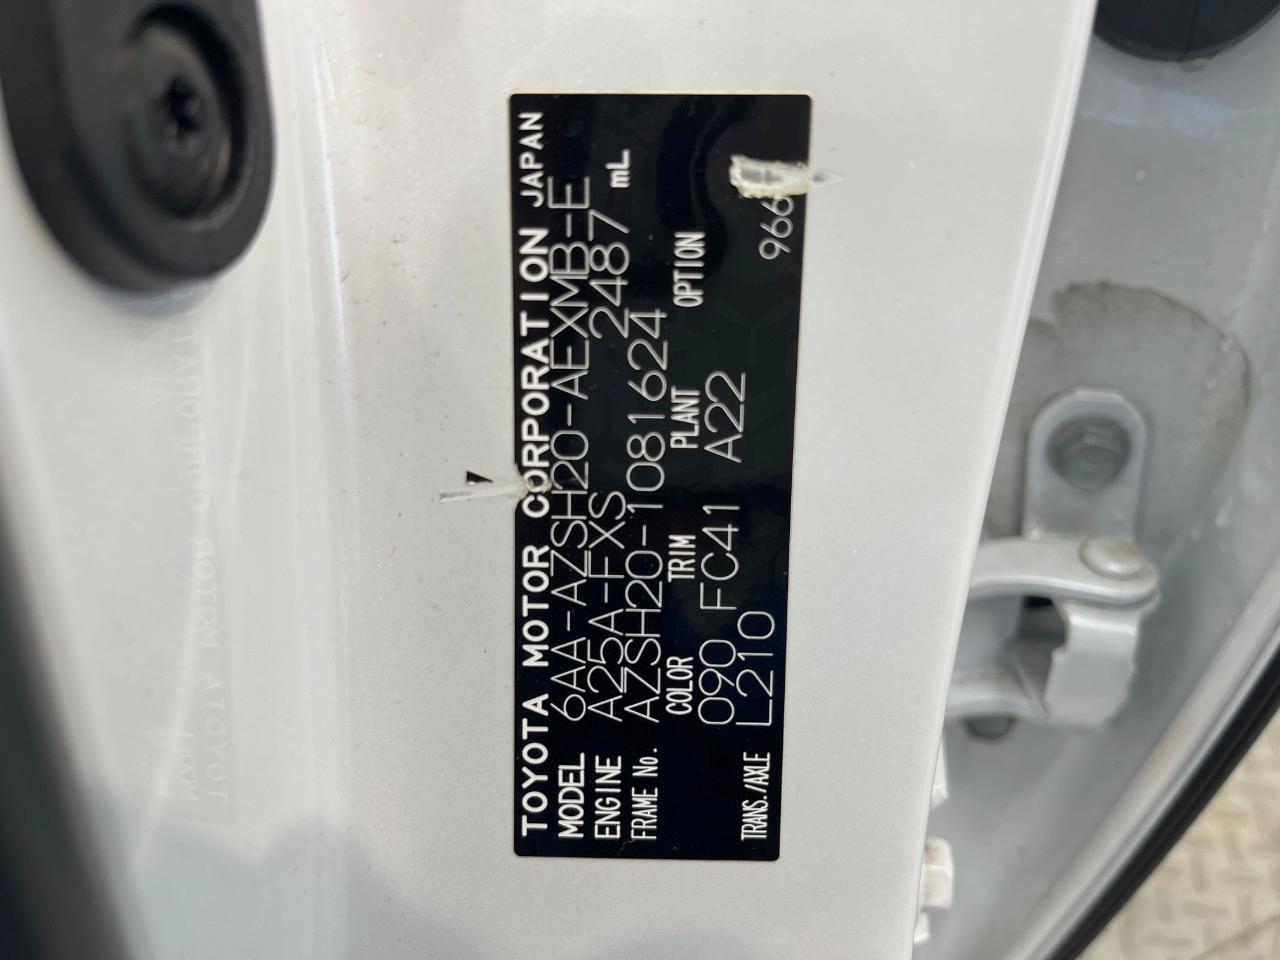 TOYOTA MOTOR CORPORATION JAPAN
MODEL 6AA-AZSH20-AEXMB-E
ENGINE A25A-FXS 2487 mL
FRAME No. AZSH20-1081624
COLOR TRIM PLANT OPTION
090 FC41 A22
TRANS./AXLE L210